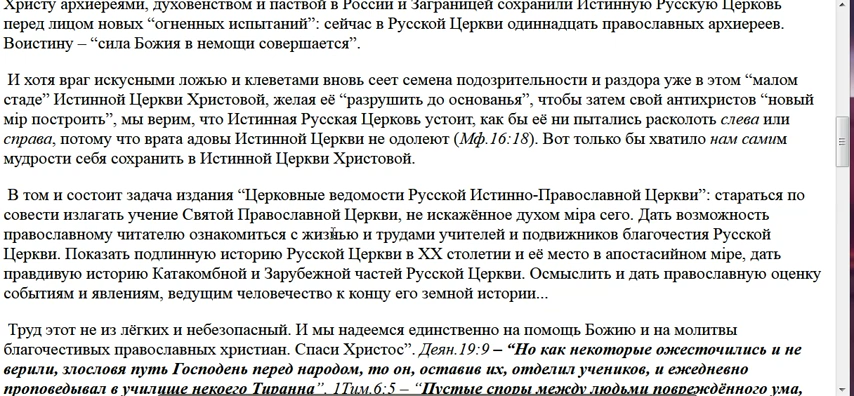 Христу архиереями, духовенством и паствой в России и Заграницей сохранили Истинную Русскую Церковь
перед лицом новых “огненных испытаний”: сейчас в Русской Церкви одиннадцать православных архиереев.
Воистину – “сила Божия в немощи совершается”.
И хотя враг искусными ложью и клеветами вновь сеет семена подозрительности и раздора уже в этом “малом
стаде” Истинной Церкви Христовой, желая её “разрушить до основанья”, чтобы затем свой антихристов “новый
мiр построить”, мы верим, что Истинная Русская Церковь устоит, как бы её ни пытались расколоть слева или
справа, потому что врата адовы Истинной Церкви не одолеют (Мф.16:18). Вот только бы хватило нам самим
мудрости себя сохранить в Истинной Церкви Христовой.
В том и состоит задача издания “Церковные ведомости Русской Истинно-Православной Церкви”: стараться по
совести излагать учение Святой Православной Церкви, не искажённое духом мiра сего. Дать возможность
православному читателю ознакомиться с жизнью и трудами учителей и подвижников благочестия Русской
Церкви. Показать подлинную историю Русской Церкви в XX столетии и её место в апостасийном мiре, дать
правдивую историю Катакомбной и Зарубежной частей Русской Церкви. Осмыслить и дать православную оценку
событиям и явлениям, ведущим человечество к концу его земной истории...
Труд этот не из лёгких и небезопасный. И мы надеемся единственно на помощь Божию и на молитвы
благочестивых православных христиан. Спаси Христос”. Деян.19:9 – “Но как некоторые ожесточились и не
верили, злословя путь Господень перед народом, то он, оставив их, отделил учеников, и ежедневно
проповедывал в училище некоего Тиранна”. 1Тим.6:5 – “Пустые споры между людьми повреждённого ума,